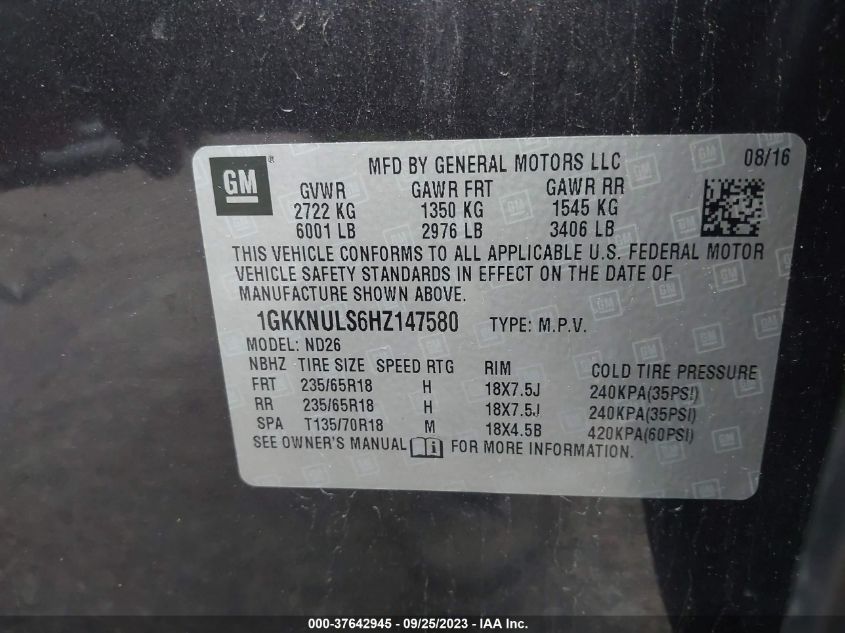 GM ® MFD BY GENERAL MOTORS LLC 08/16
GVWR GAWR FRT GAWR RR
2722 KG 1350 KG 1545 KG
6001 LB 2976 LB 3406 LB
THIS VEHICLE CONFORMS TO ALL APPLICABLE U.S. FEDERAL MOTOR
VEHICLE SAFETY STANDARDS IN EFFECT ON THE DATE OF
MANUFACTURE SHOWN ABOVE.
1GKKNULS6HZ147580 TYPE: M.P.V.
MODEL: ND26
NBHZ TIRE SIZE SPEED RTG RIM COLD TIRE PRESSURE
FRT 235/65R18 H 18X7.5J 240KPA(35PSI)
RR 235/65R18 H 18X7.5J 240KPA(35PSI)
SPA T135/70R18 M 18X4.5B 420KPA(60PSI)
SEE OWNER'S MANUAL i FOR MORE INFORMATION.
000-37642945 - 09/25/2023 - IAA Inc.